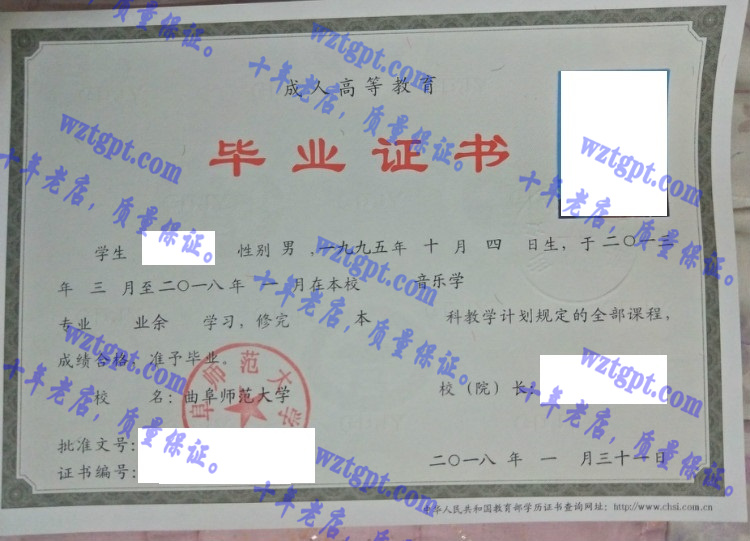 成人高等教育
毕业证书
学生 性别 男 ,一九九五年 十 月 四 日生, 于 二〇一三
年 三 月至二〇一八年 一 月在本校 音乐学
专业 业余 学习, 修完 本 科教学计划规定的全部课程,
成绩合格, 准予毕业.
校 名: 曲阜师范大学
校（院）长:
批准文号:
证书编号:
二〇一八 年 一 月三十一日
中华人民共和国教育部学历证书查询网址: http://www.chsi.com.cn
阜师范大学
wztgpt.com
十年老店，质量保证。